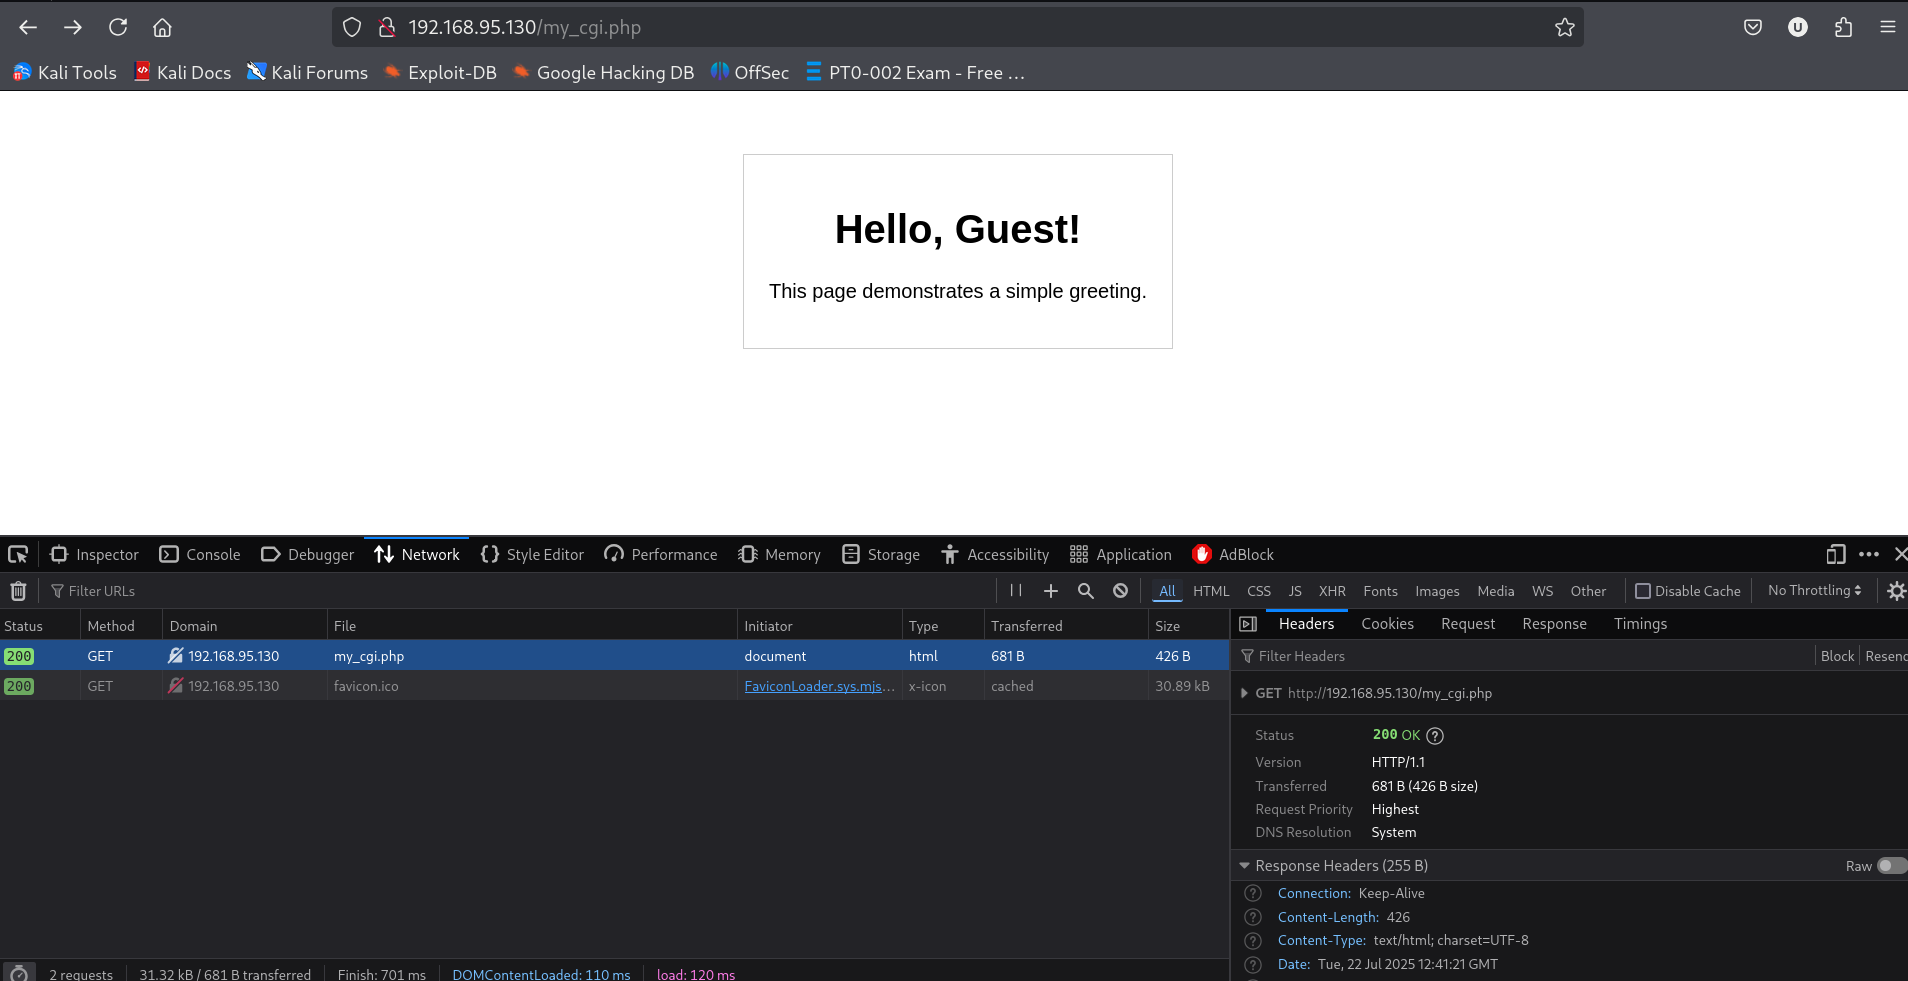 192.168.95.130/my_cgi.php
U
Kali Tools Kali Docs Kali Forums Exploit-DB Google Hacking DB OffSec PT0-002 Exam - Free ...
Hello, Guest!
This page demonstrates a simple greeting.
Inspector Console Debugger Network Style Editor Performance Memory Storage Accessibility Application AdBlock
Filter URLs All HTML CSS JS XHR Fonts Images Media WS Other Disable Cache No Throttling
Status Method Domain File Initiator Type Transferred Size
200 GET 192.168.95.130 my_cgi.php document html 681 B 426 B
200 GET 192.168.95.130 favicon.ico FaviconLoader.sys.mjs... x-icon cached 30.89 kB
Headers Cookies Request Response Timings
Filter Headers Block Resend
GET http://192.168.95.130/my_cgi.php
Status 200 OK
Version HTTP/1.1
Transferred 681 B (426 B size)
Request Priority Highest
DNS Resolution System
Response Headers (255 B) Raw
Connection: Keep-Alive
Content-Length: 426
Content-Type: text/html; charset=UTF-8
Date: Tue, 22 Jul 2025 12:41:21 GMT
2 requests 31.32 kB / 681 B transferred Finish: 701 ms DOMContentLoaded: 110 ms load: 120 ms